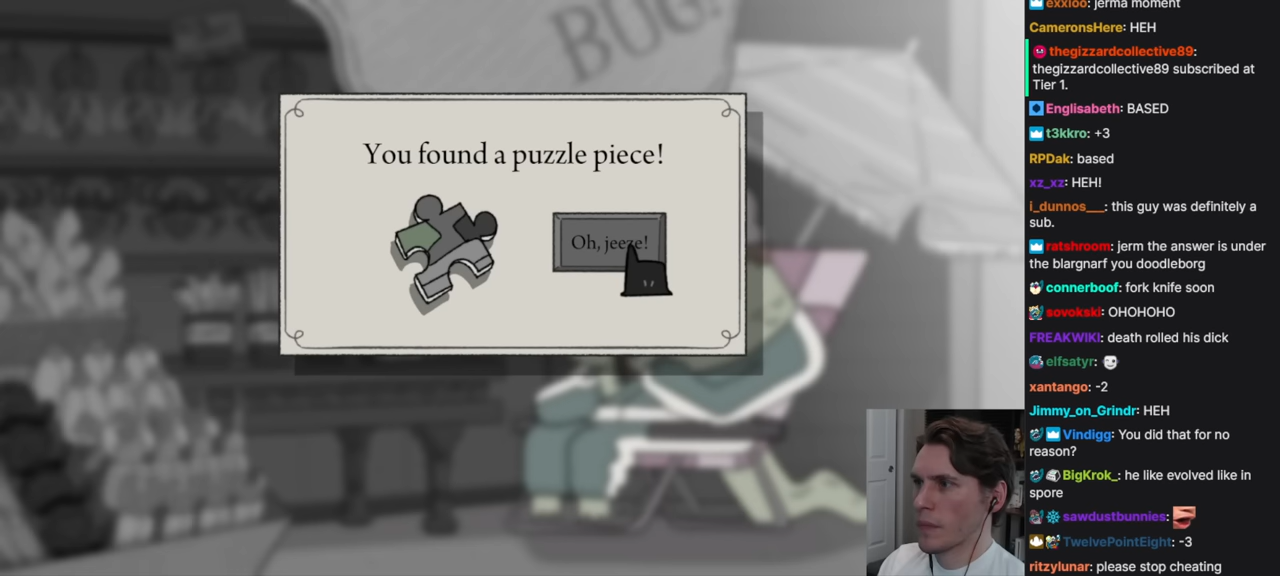 BUG!
You found a puzzle piece!
Oh, jeeze!
exxioo: jerma moment
CameronsHere: HEH
thegizzardcollective89:
thegizzardcollective89 subscribed at
Tier 1.
Englisabeth: BASED
t3kkro: +3
RPDak: based
xz_xz: HEH!
i_dunnos___: this guy was definitely a
sub.
ratshroom: jerm the answer is under
the blargnarf you doodleborg
connerboof: fork knife soon
sovokski: OHOHOHO
FREAKWIKI: death rolled his dick
elfsatyr:
xantango: -2
Jimmy_on_Grindr: HEH
Vindigg: You did that for no
reason?
BigKrok_: he like evolved like in
spore
sawdustbunnies:
TwelvePointEight: -3
ritzylunar: please stop cheating